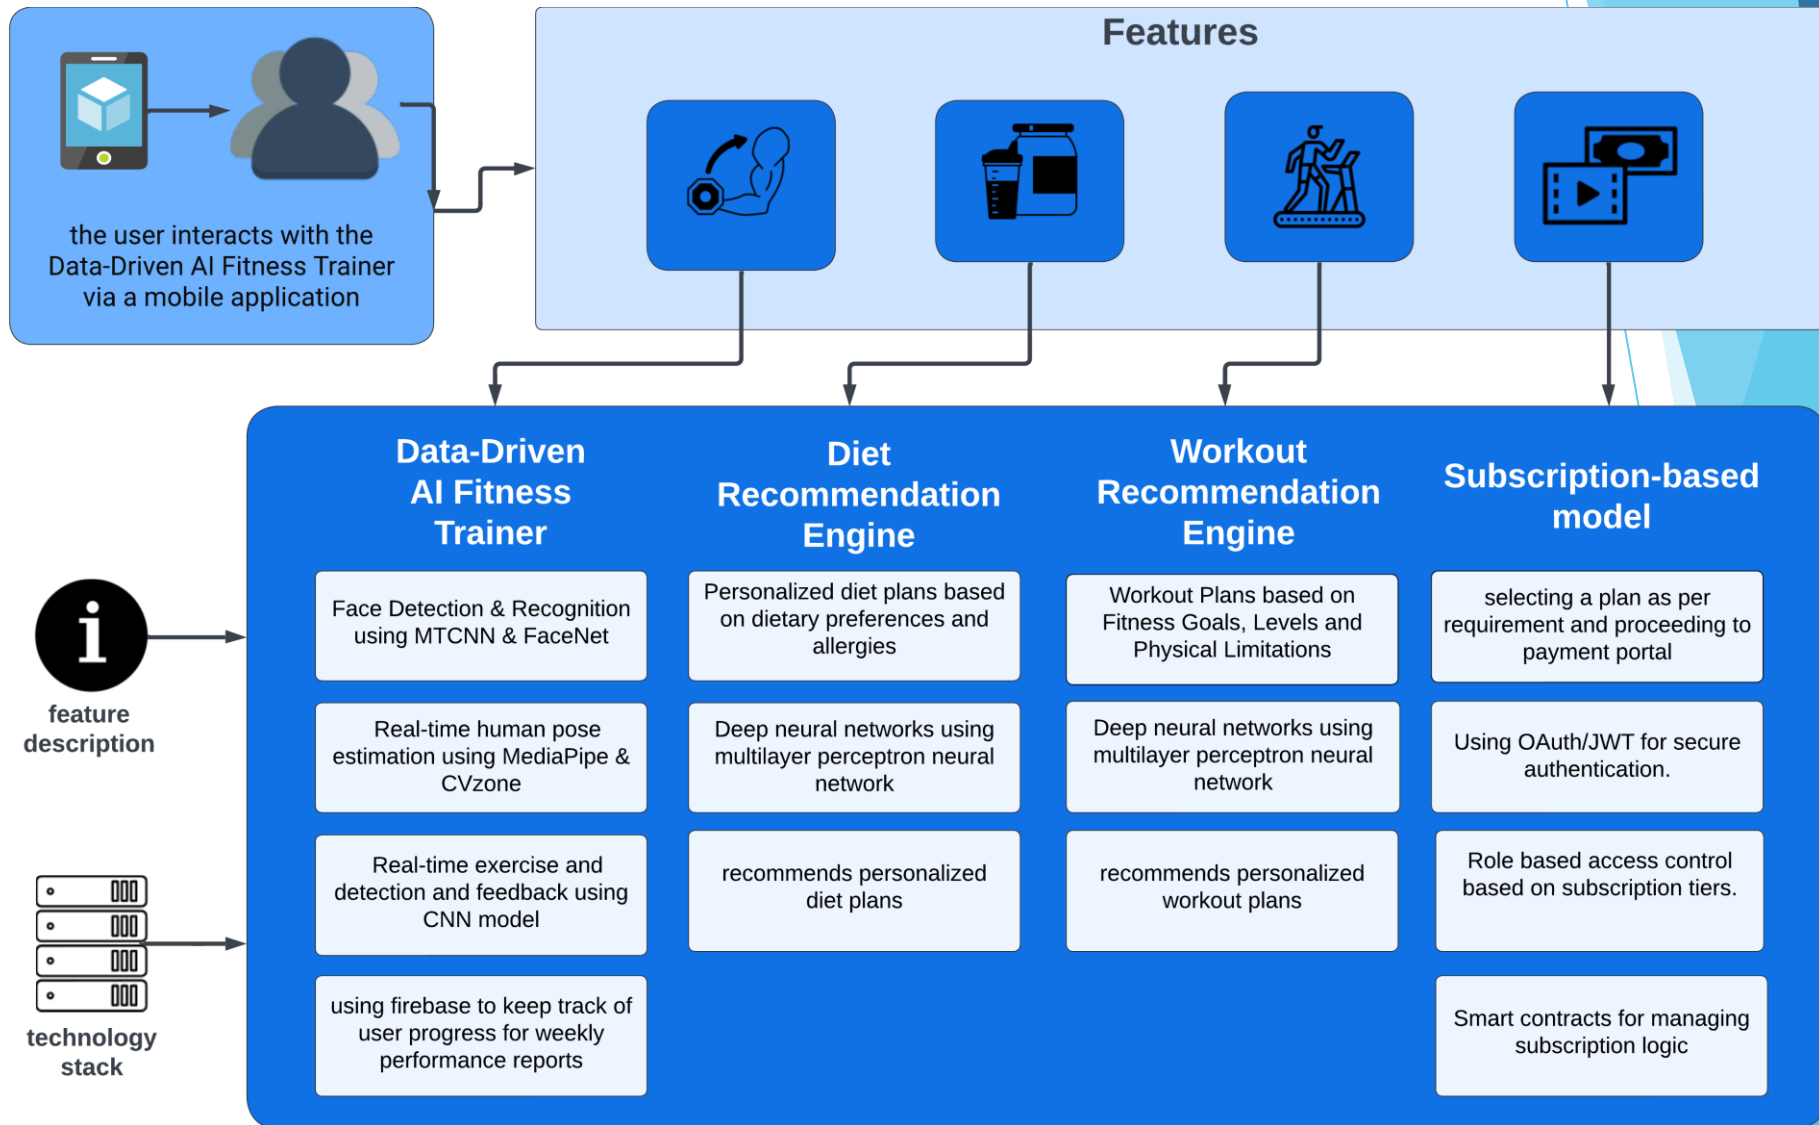 Features
the user interacts with the
Data-Driven AI Fitness Trainer
via a mobile application
Data-Driven
AI Fitness
Trainer
Diet
Recommendation
Engine
Workout
Recommendation
Engine
Subscription-based
model
feature
description
technology
stack
Face Detection & Recognition
using MTCNN & FaceNet
Real-time human pose
estimation using MediaPipe &
CVzone
Real-time exercise and
detection and feedback using
CNN model
using firebase to keep track of
user progress for weekly
performance reports
Personalized diet plans based
on dietary preferences and
allergies
Deep neural networks using
multilayer perceptron neural
network
recommends personalized
diet plans
Workout Plans based on
Fitness Goals, Levels and
Physical Limitations
Deep neural networks using
multilayer perceptron neural
network
recommends personalized
workout plans
selecting a plan as per
requirement and proceeding to
payment portal
Using OAuth/JWT for secure
authentication.
Role based access control
based on subscription tiers.
Smart contracts for managing
subscription logic